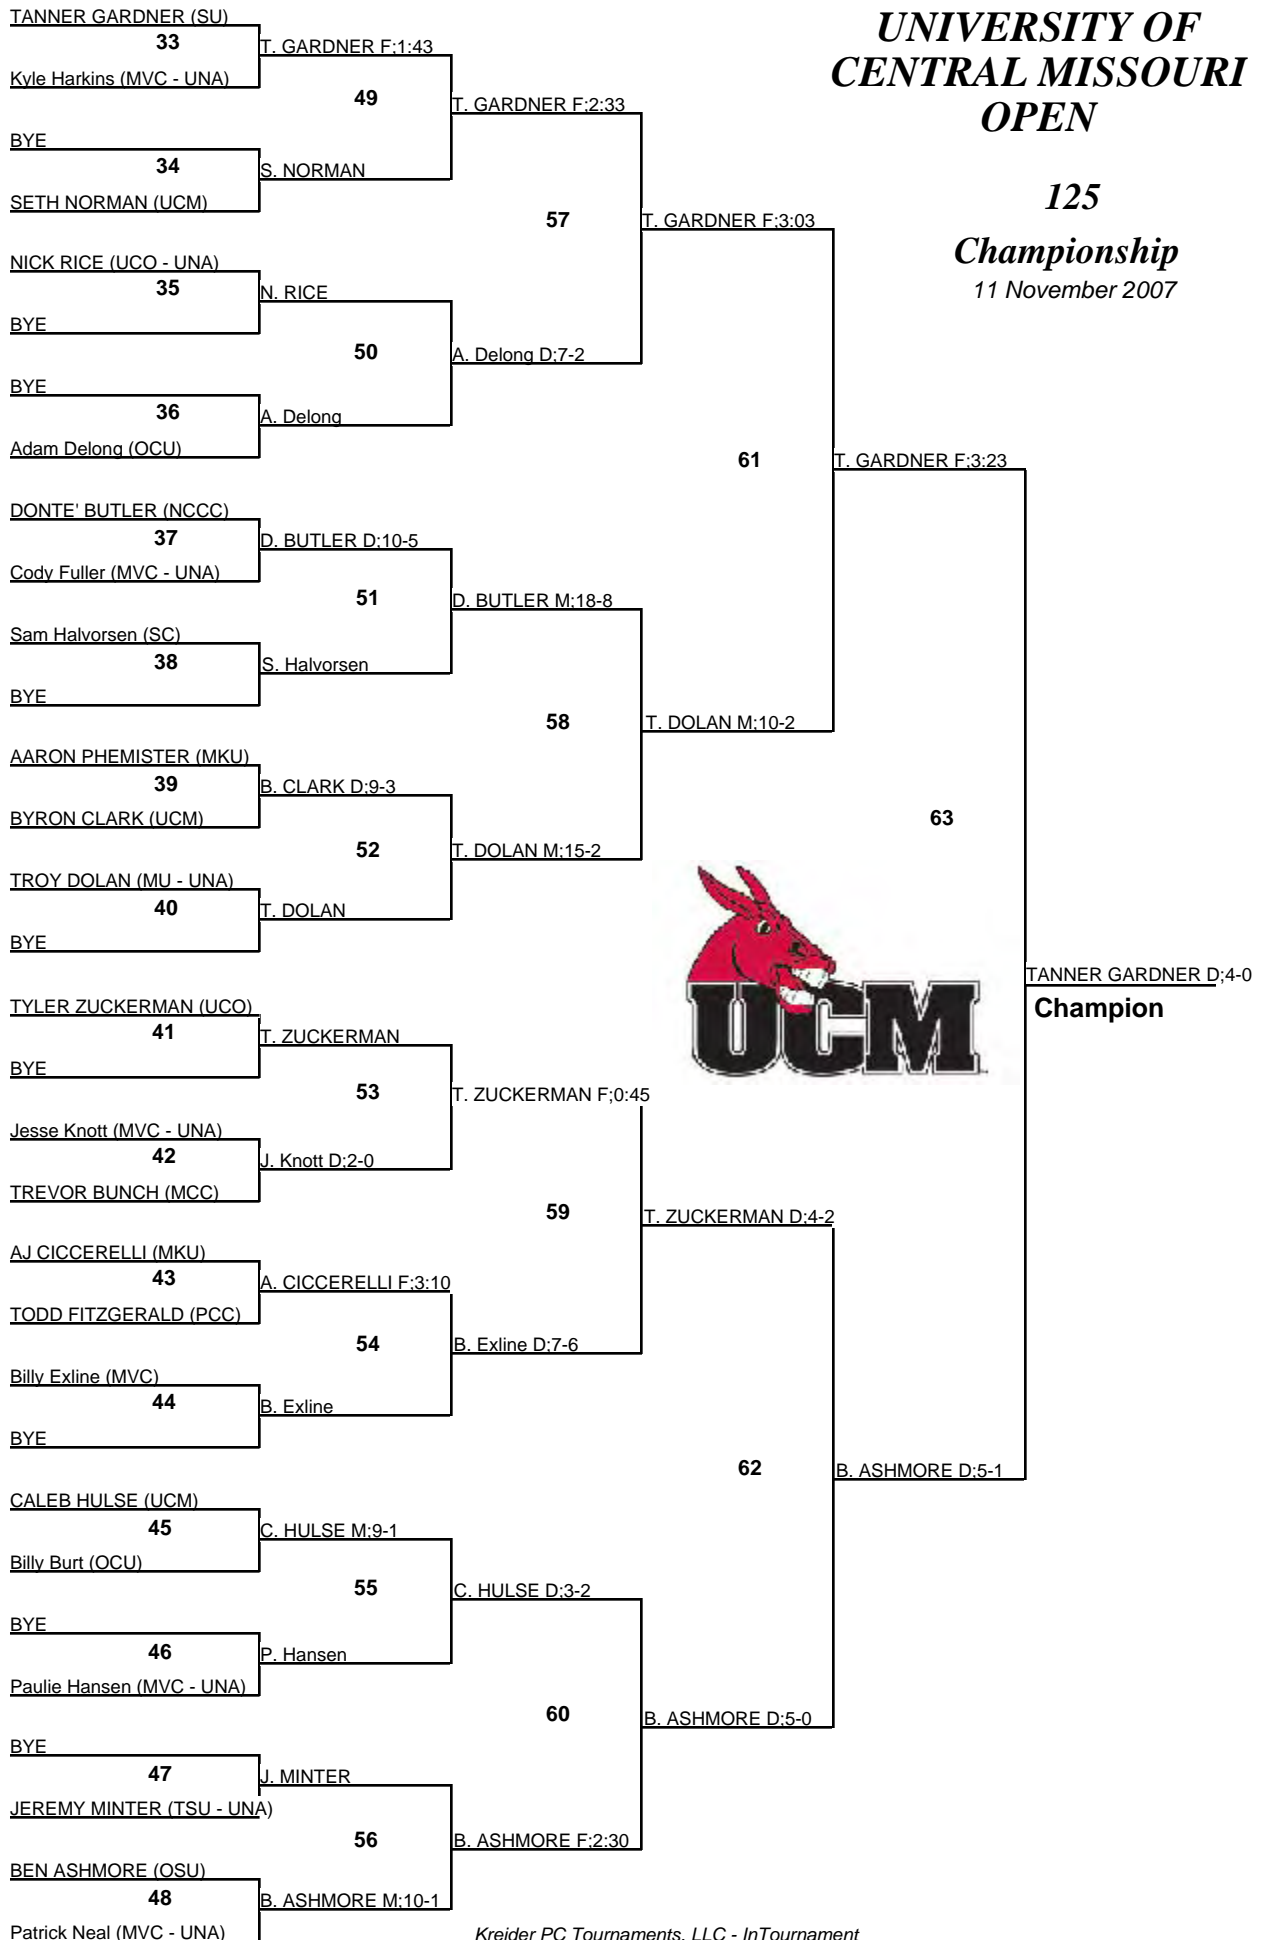 UNIVERSITY OF
CENTRAL MISSOURI
OPEN
125
Championship
11 November 2007
TANNER GARDNER (SU)
33
Kyle Harkins (MVC - UNA)
T. GARDNER F;1:43
49
BYE
34
SETH NORMAN (UCM)
S. NORMAN
T. GARDNER F;2:33
57
NICK RICE (UCO - UNA)
35
BYE
N. RICE
50
BYE
36
Adam Delong (OCU)
A. Delong
A. Delong D;7-2
T. GARDNER F;3:03
61
DONTE' BUTLER (NCCC)
37
Cody Fuller (MVC - UNA)
D. BUTLER D;10-5
51
Sam Halvorsen (SC)
38
BYE
S. Halvorsen
D. BUTLER M;18-8
58
AARON PHEMISTER (MKU)
39
BYRON CLARK (UCM)
B. CLARK D;9-3
52
TROY DOLAN (MU - UNA)
40
BYE
T. DOLAN
T. DOLAN M;15-2
T. DOLAN M;10-2
T. GARDNER F;3:23
63
UCM
TANNER GARDNER D;4-0
Champion
TYLER ZUCKERMAN (UCO)
41
BYE
T. ZUCKERMAN
53
Jesse Knott (MVC - UNA)
42
TREVOR BUNCH (MCC)
J. Knott D;2-0
T. ZUCKERMAN F;0:45
59
AJ CICCERELLI (MKU)
43
TODD FITZGERALD (PCC)
A. CICCERELLI F;3:10
54
Billy Exline (MVC)
44
BYE
B. Exline
B. Exline D;7-6
T. ZUCKERMAN D;4-2
62
CALEB HULSE (UCM)
45
Billy Burt (OCU)
C. HULSE M;9-1
55
BYE
46
Paulie Hansen (MVC - UNA)
P. Hansen
C. HULSE D;3-2
60
BYE
47
JEREMY MINTER (TSU - UNA)
J. MINTER
56
BEN ASHMORE (OSU)
48
Patrick Neal (MVC - UNA)
B. ASHMORE M;10-1
B. ASHMORE F;2:30
B. ASHMORE D;5-0
B. ASHMORE D;5-1
Kreider PC Tournaments, LLC - InTournament